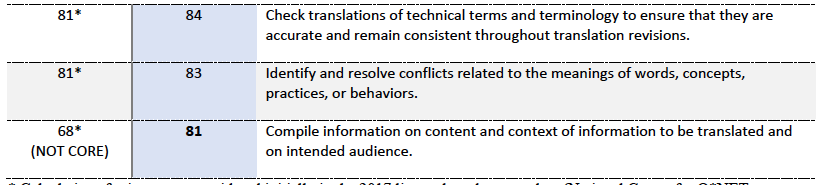 81* 84 Check translations of technical terms and terminology to ensure that they are
accurate and remain consistent throughout translation revisions.
81* 83 Identify and resolve conflicts related to the meanings of words, concepts,
practices, or behaviors.
68* 81 Compile information on content and context of information to be translated and
(NOT CORE) on intended audience.